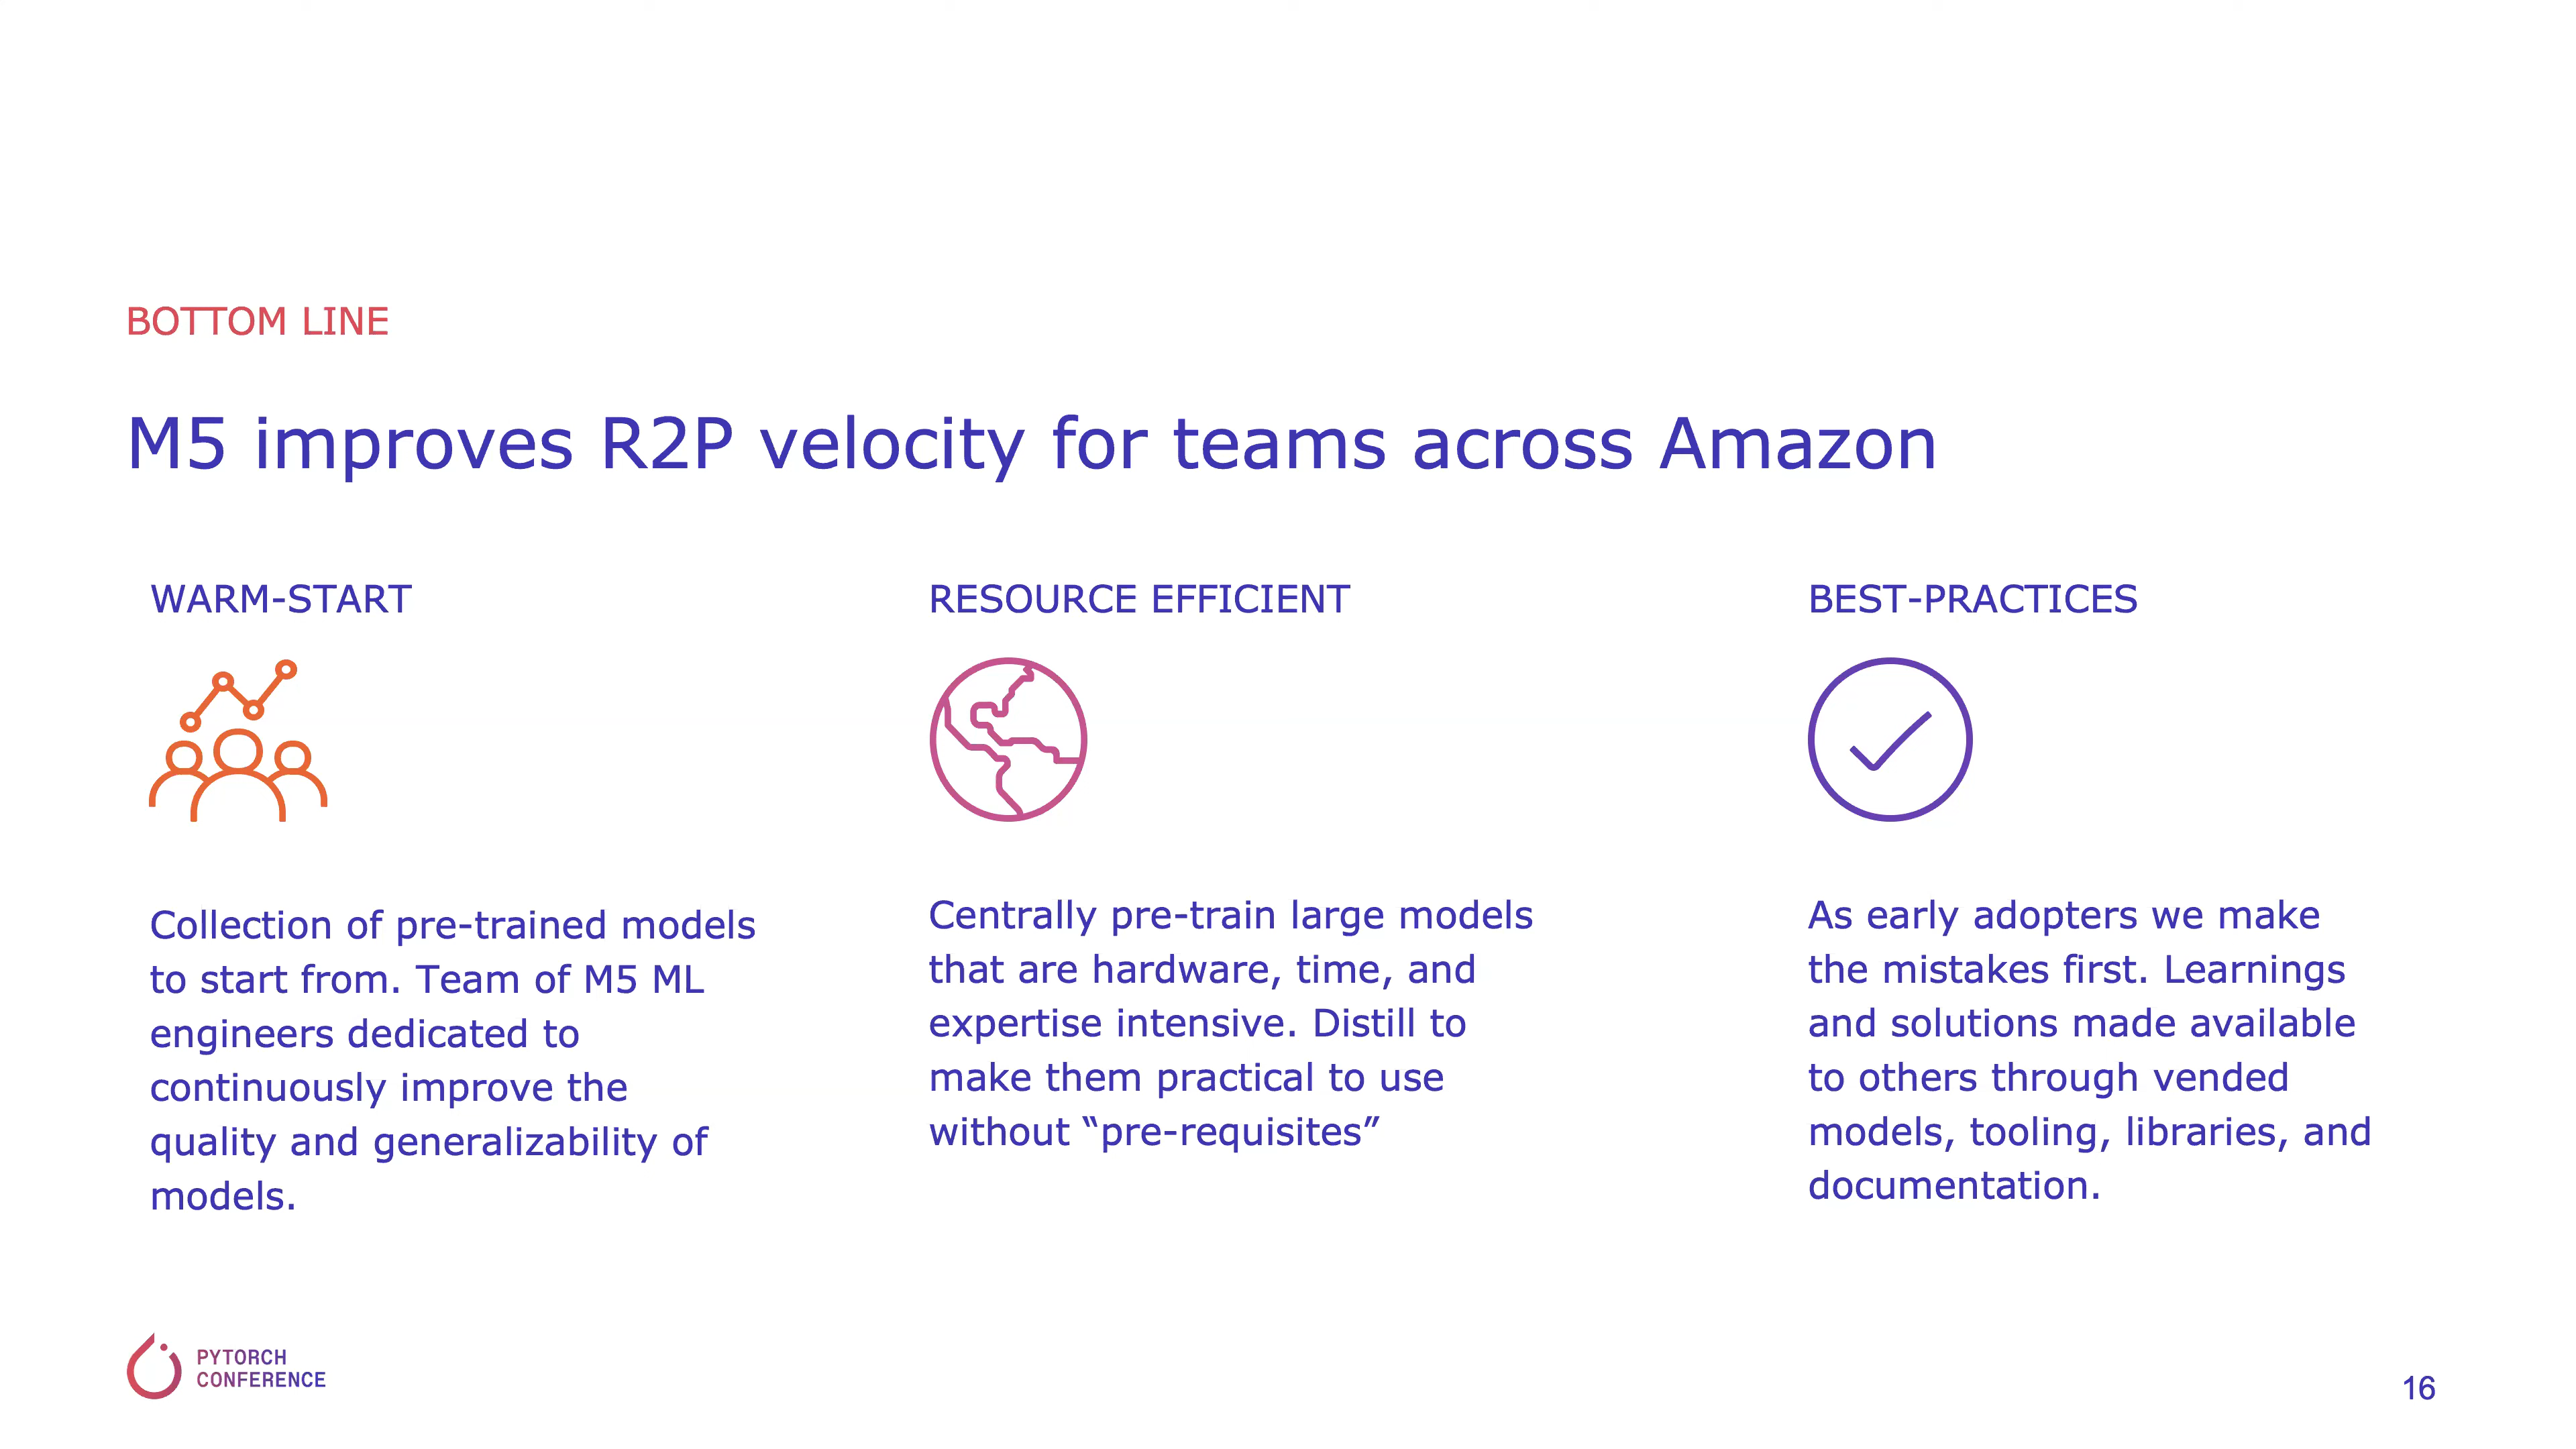 BOTTOM LINE
M5 improves R2P velocity for teams across Amazon
WARM-START
Collection of pre-trained models
to start from. Team of M5 ML
engineers dedicated to
continuously improve the
quality and generalizability of
models.
RESOURCE EFFICIENT
Centrally pre-train large models
that are hardware, time, and
expertise intensive. Distill to
make them practical to use
without “pre-requisites”
BEST-PRACTICES
As early adopters we make
the mistakes first. Learnings
and solutions made available
to others through vended
models, tooling, libraries, and
documentation.
PYTORCH
CONFERENCE
16